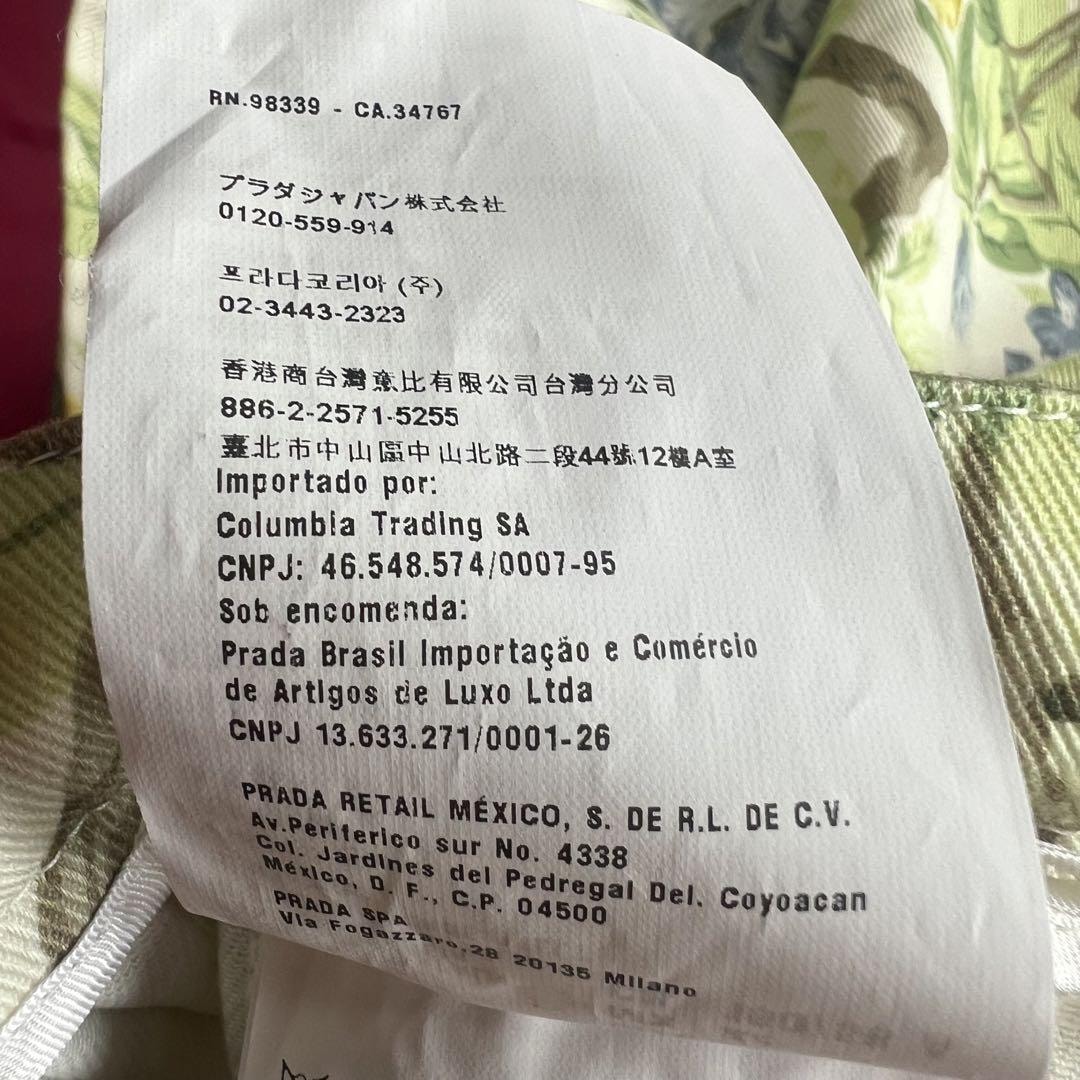 RN.98339 - CA.34767
プラダジャパン株式会社
0120-559-914
프라다코리아 (주)
02-3443-2323
香港商台灣意比有限公司台灣分公司
886-2-2571-5255
臺北市中山區中山北路二段44號12樓A室
Importado por:
Columbia Trading SA
CNPJ: 46.548.574/0007-95
Sob encomenda:
Prada Brasil Importação e Comércio
de Artigos de Luxo Ltda
CNPJ 13.633.271/0001-26
PRADA RETAIL MÉXICO, S. DE R.L. DE C.V.
Av.Periferico sur No. 4338
Col. Jardines del Pedregal Del. Coyoacan
México, D. F., C.P. 04500
PRADA SPA
Via Fogazzaro,28 20135 Milano